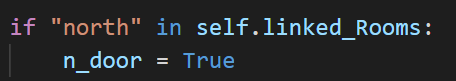 if "north" in self.linked_Rooms:
    n_door = True